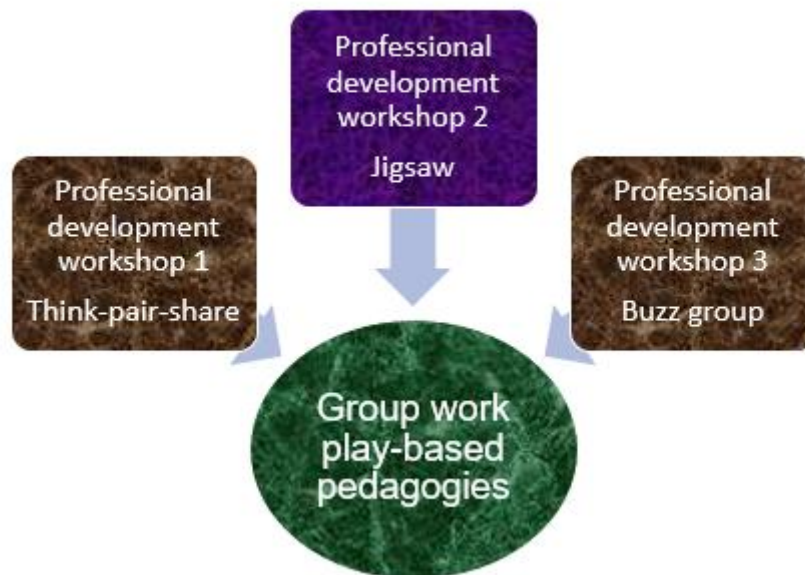 Professional
development
workshop 1
Think-pair-share
Professional
development
workshop 2
Jigsaw
Professional
development
workshop 3
Buzz group
Group work
play-based
pedagogies